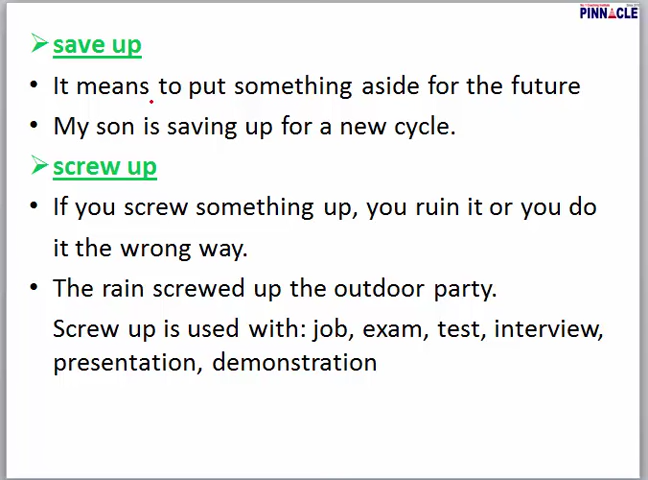 PINNACLE
save up
It means to put something aside for the future
My son is saving up for a new cycle.
screw up
If you screw something up, you ruin it or you do
it the wrong way.
The rain screwed up the outdoor party.
Screw up is used with: job, exam, test, interview,
presentation, demonstration